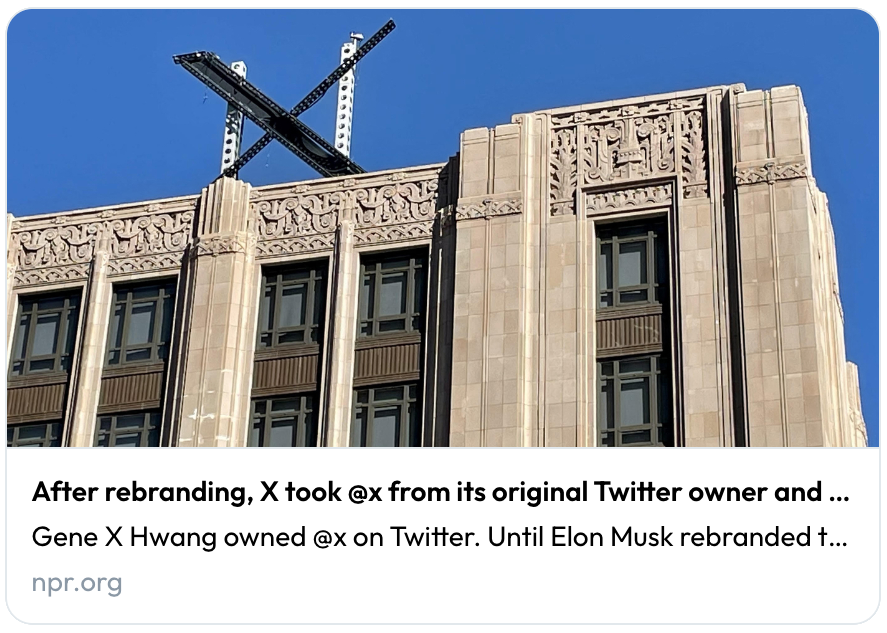 After rebranding, X took @x from its original Twitter owner and ...
Gene X Hwang owned @x on Twitter. Until Elon Musk rebranded t...
npr.org